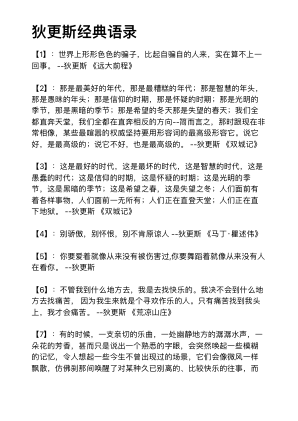 狄更斯经典语录
【1】：世界上形形色色的骗子，比起自骗自的人来，实在算不上一
回事。 --狄更斯 《远大前程》
【2】：那是最美好的年代，那是最糟糕的年代；那是智慧的年头，
那是愚昧的年头；那是信仰的时期，那是怀疑的时期；那是光明的
季节，那是黑暗的季节；那是希望的春天，那是失望的冬天；我们全
都直奔天堂，我们全都在直奔相反的方向--简而言之，那时跟现在非
常相像，某些最喧嚣的权威坚持要用形容词的最高级形容它。说它
好，是最高级的；说它不好，也是最高级的。 --狄更斯 《双城记》
【3】：这是最好的时代，这是最坏的时代，这是智慧的时代，这是
愚蠢的时代；这是信仰的时期，这是怀疑的时期；这是光明的季
节，这是黑暗的季节；这是希望之春，这是失望之冬；人们面前有
着各样事物，人们面前一无所有；人们正在直登天堂；人们正在直
下地狱。 --狄更斯 《双城记》
【4】：别骄傲，别怀恨，别不肯原谅人 --狄更斯 《马丁·瞿述伟》
【5】：你要爱着就像从来没有被伤害过,你要舞蹈着就像从来没有人
在看你。 --狄更斯
【6】：不管我到什么地方去，我是去找快乐的。我决不会到什么地
方去找痛苦， 因为我生来就是个寻欢作乐的人。只有痛苦找到我头
上，我才会痛苦。 --狄更斯 《荒凉山庄》
【7】：有的时候，一支亲切的乐曲，一处幽静地方的潺潺水声，一
朵花的芳香，甚而只是说出一个熟悉的字眼，会突然唤起一些模糊
的记忆，令人想起一些今生不曾出现过的场景，它们会像微风一样
飘散，仿佛刹那间唤醒了对某种久已别离的、比较快乐的往事，而